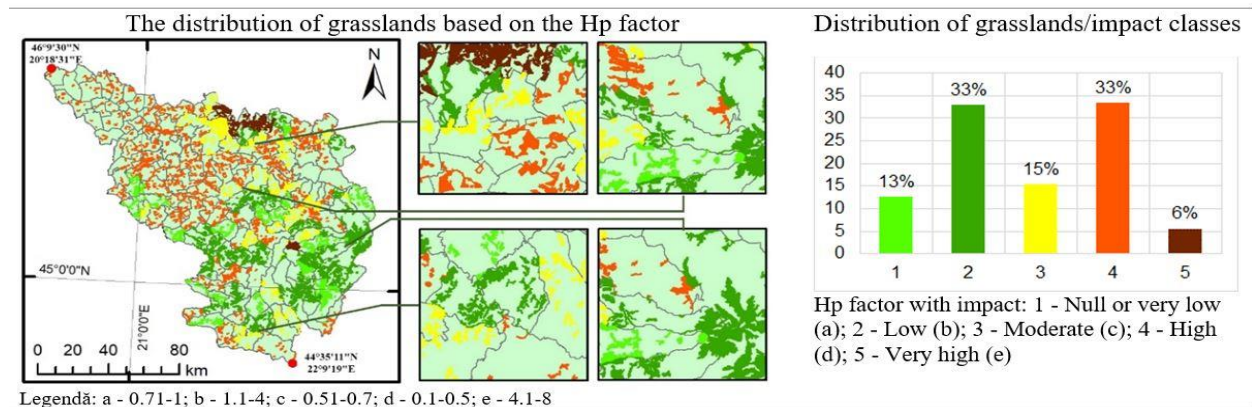 The distribution of grasslands based on the Hp factor
46°9'30"N
20°18'31"E
N
45°0'0"N
21°0'0"E
44°35'11"N
22°9'19"E
0 20 40 60 80
km
Legendă: a - 0.71-1; b - 1.1-4; c - 0.51-0.7; d - 0.1-0.5; e - 4.1-8
Distribution of grasslands/impact classes
40
35
30
25
20
15
10
5
0
13%
33%
15%
33%
6%
1 2 3 4 5
Hp factor with impact: 1 - Null or very low
(a); 2 - Low (b); 3 - Moderate (c); 4 - High
(d); 5 - Very high (e)